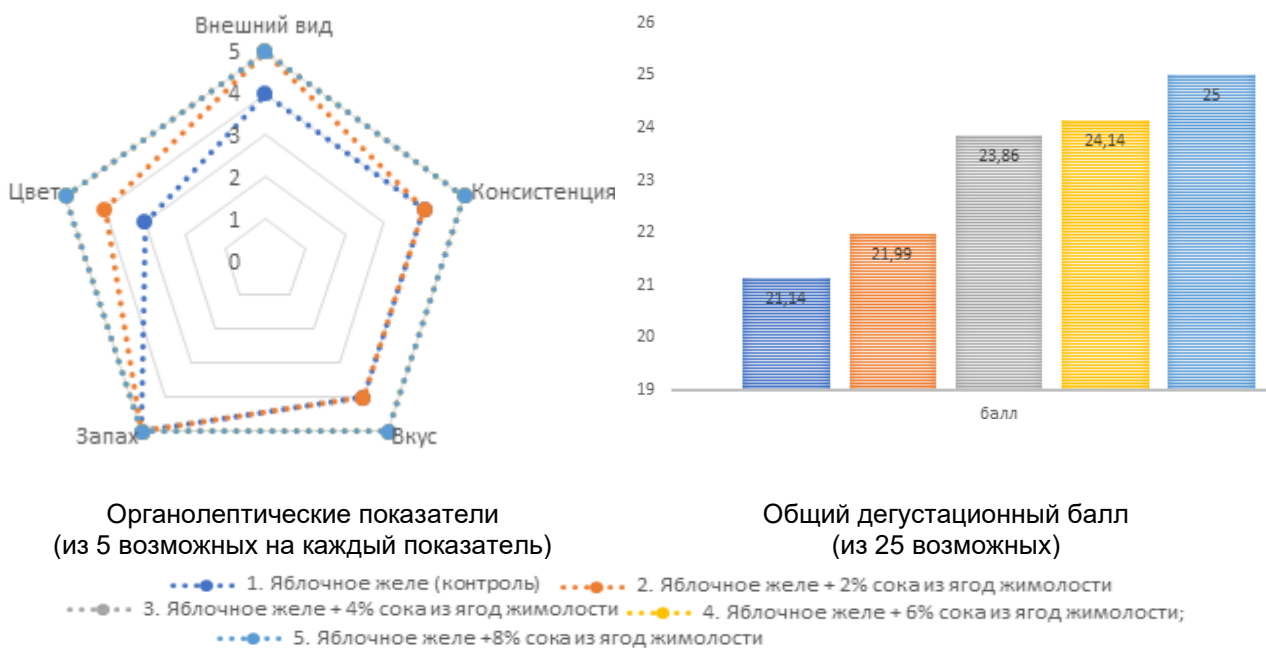 Внешний вид
5
4
3
2
1
0
Цвет
Консистенция
Запах
Вкус
26
25
24
23
22
21
20
19
21,14
21,99
23,86
24,14
25
балл
Органолептические показатели
(из 5 возможных на каждый показатель)
Общий дегустационный балл
(из 25 возможных)
1. Яблочное желе (контроль)
2. Яблочное желе + 2% сока из ягод жимолости
3. Яблочное желе + 4% сока из ягод жимолости
4. Яблочное желе + 6% сока из ягод жимолости;
5. Яблочное желе +8% сока из ягод жимолости